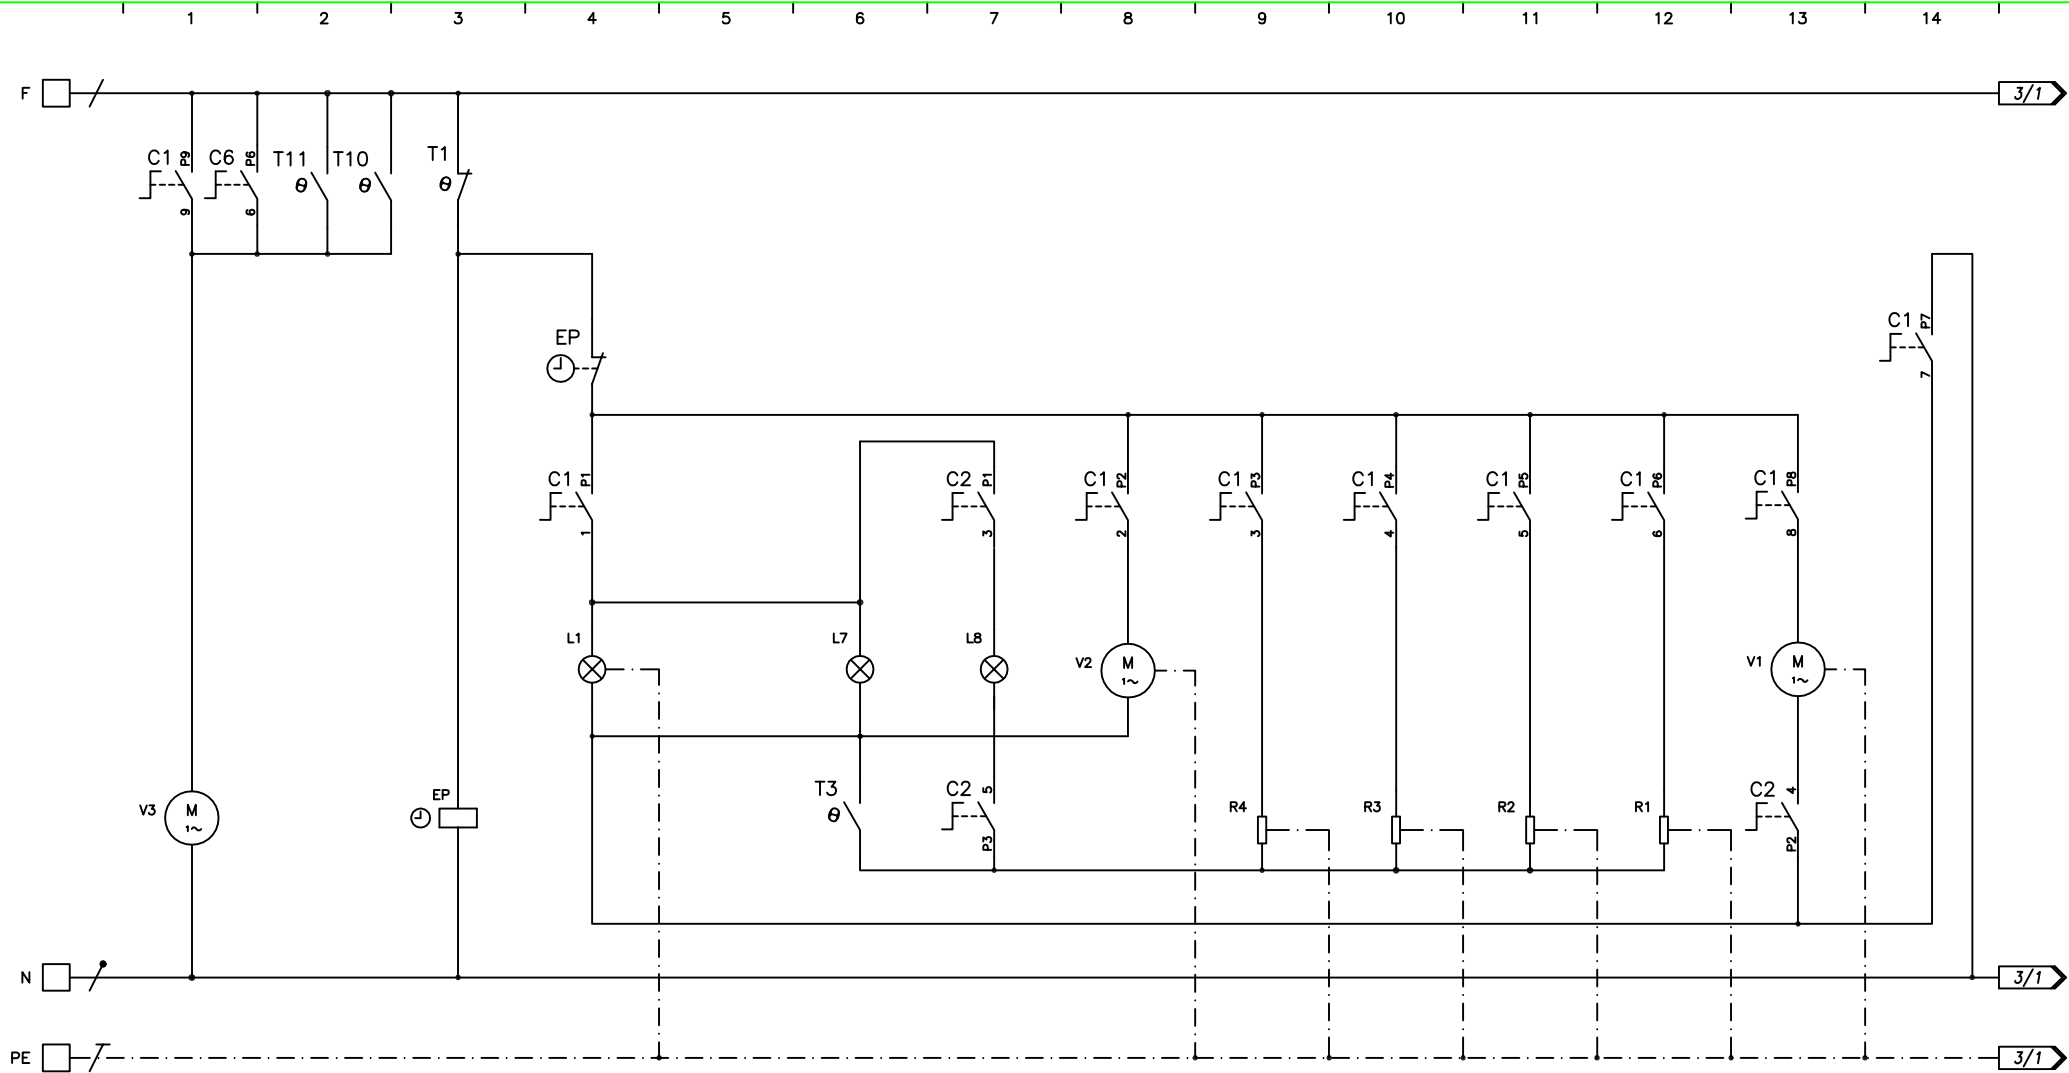 1 2 3 4 5 6 7 8 9 10 11 12 13 14
F 3/1
C1 P9 C6 P6 T11 T10 T1
θ θ θ
9 6
EP C1 P7
7
C1 P1 C2 P1 C1 P2 C1 P3 C1 P4 C1 P5 C1 P6 C1 P8
1 3 2 3 4 5 6 8
L1 L7 L8 V2 M 1~ V1 M 1~
V3 M 1~ EP T3 θ C2 5 R4 R3 R2 R1 C2 4
P3 P2
N 3/1
PE 3/1